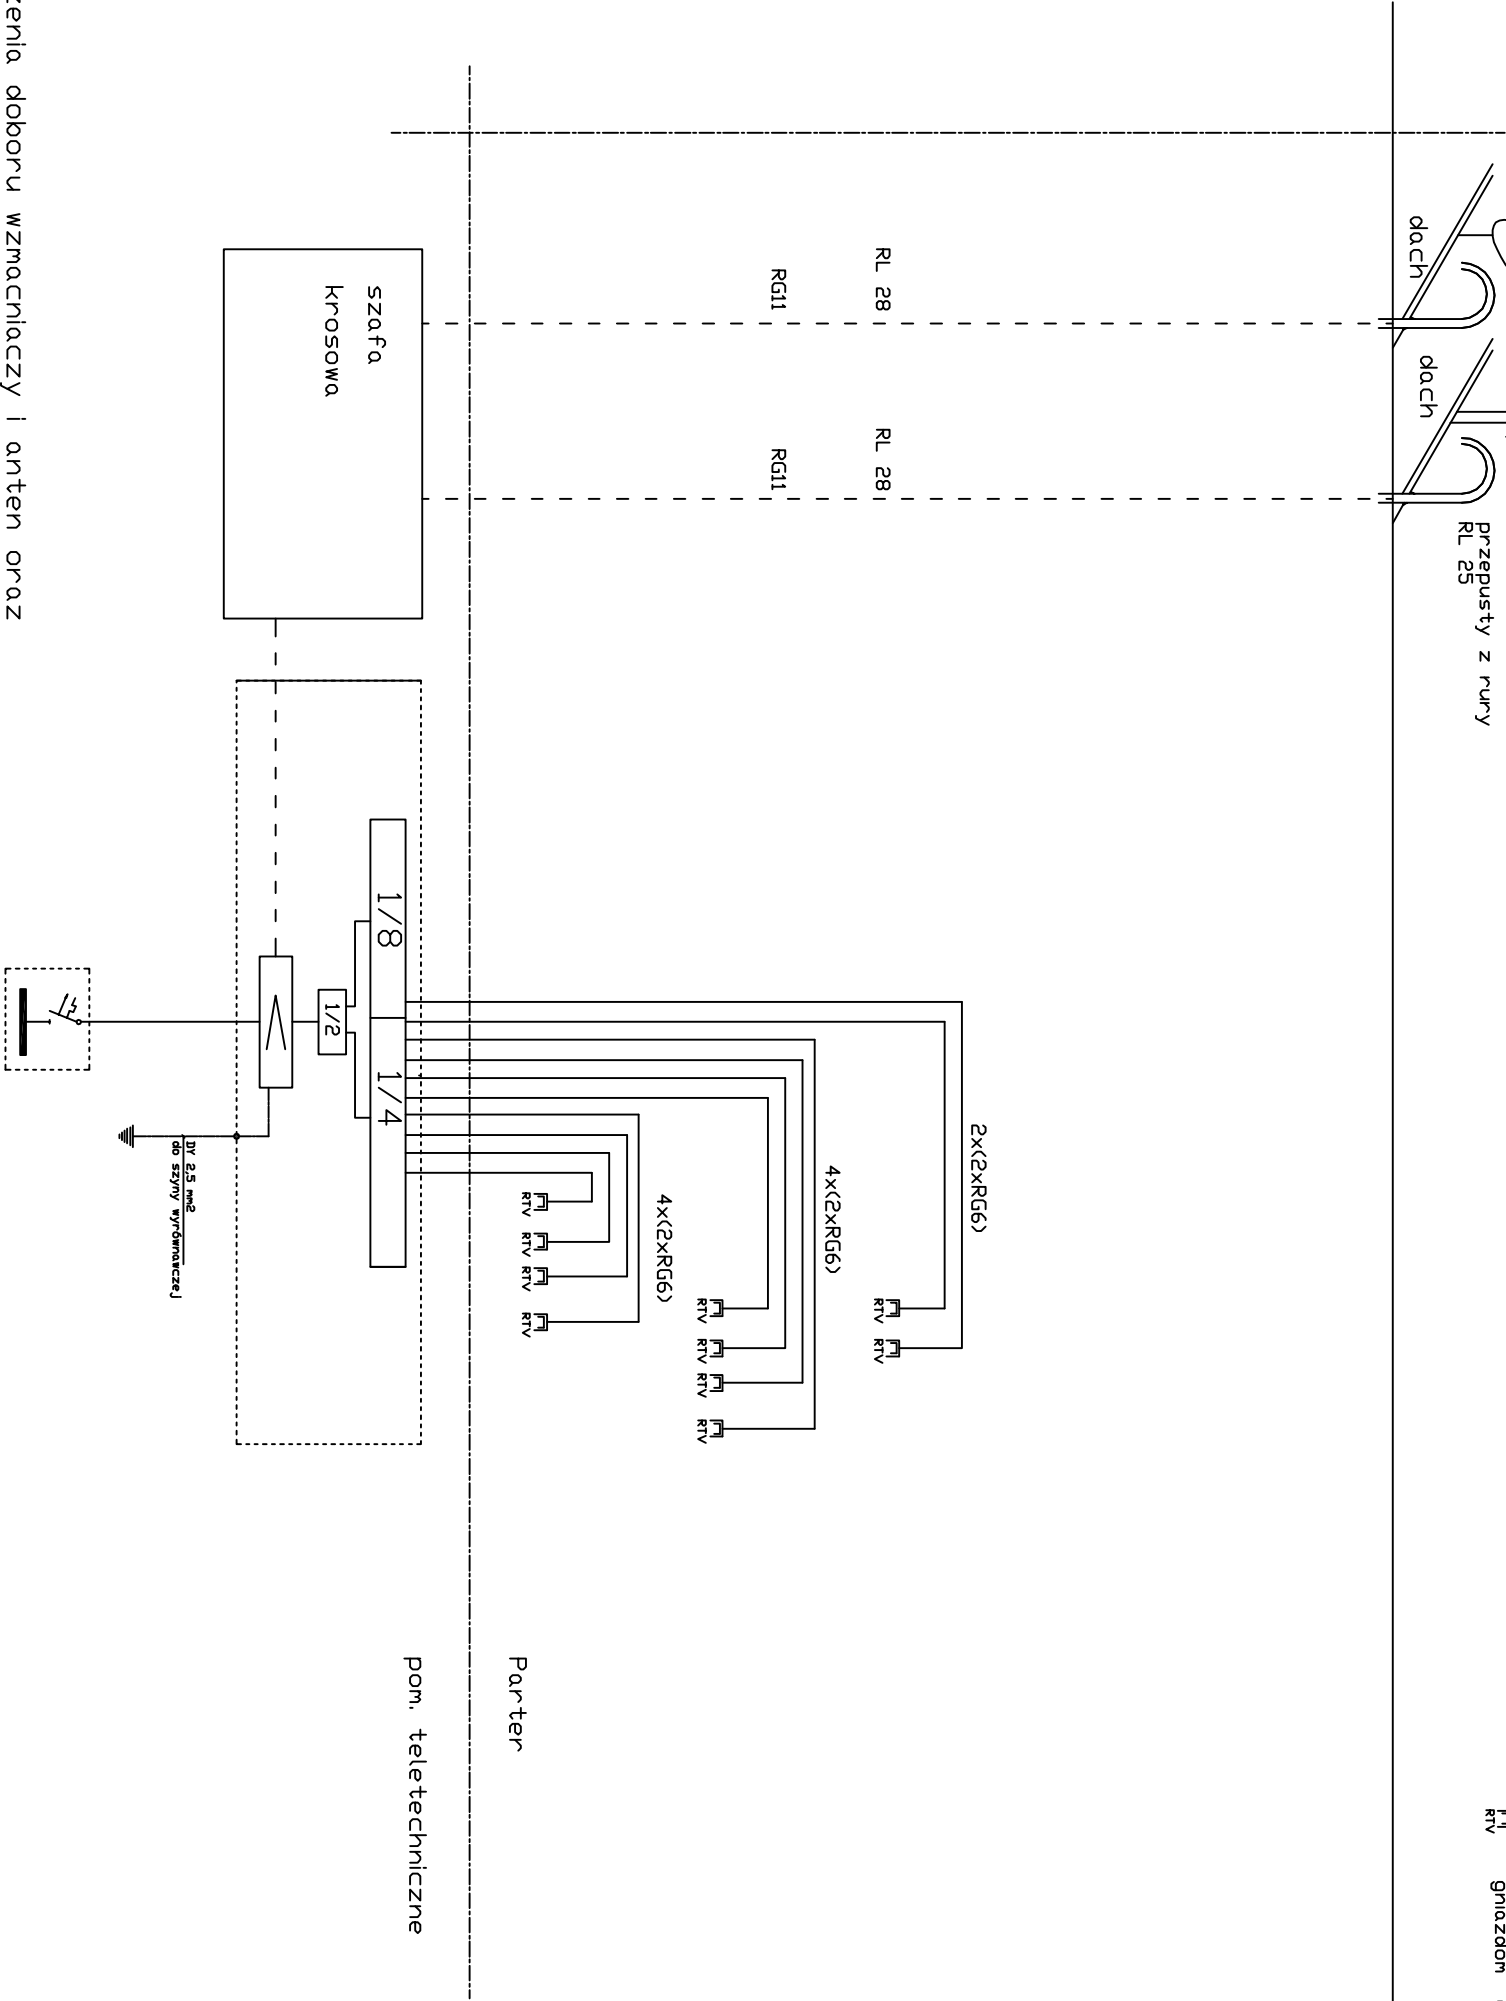 dach
dach
przepusty z rury
RL 25
RTV
RL 28
RL 28
RG11
RG11
2x(2xRG6)
RTV
RTV
4x(2xRG6)
RTV
RTV
RTV
RTV
4x(2xRG6)
RTV
RTV
RTV
RTV
Parter
pom. teletechniczne
szafa
krosowa
1/8
1/4
1/2
DY 2,5 mm2
do szyny wyrównawczej
doboru wzmacniaczy i anten oraz